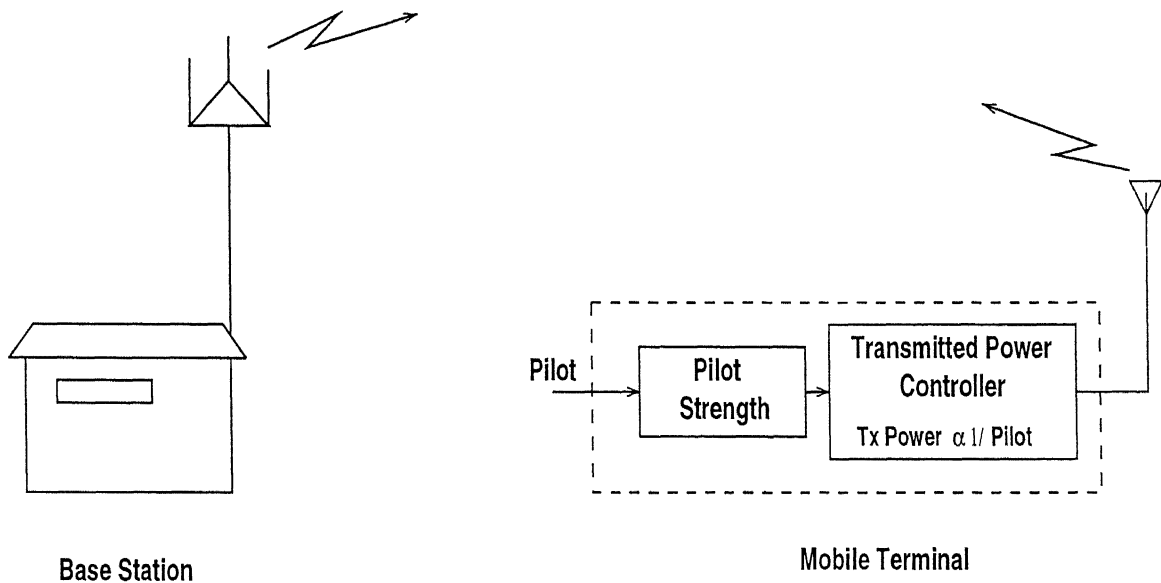 Pilot
Pilot
Strength
Transmitted Power
Controller
Tx Power α 1/ Pilot
Base Station
Mobile Terminal